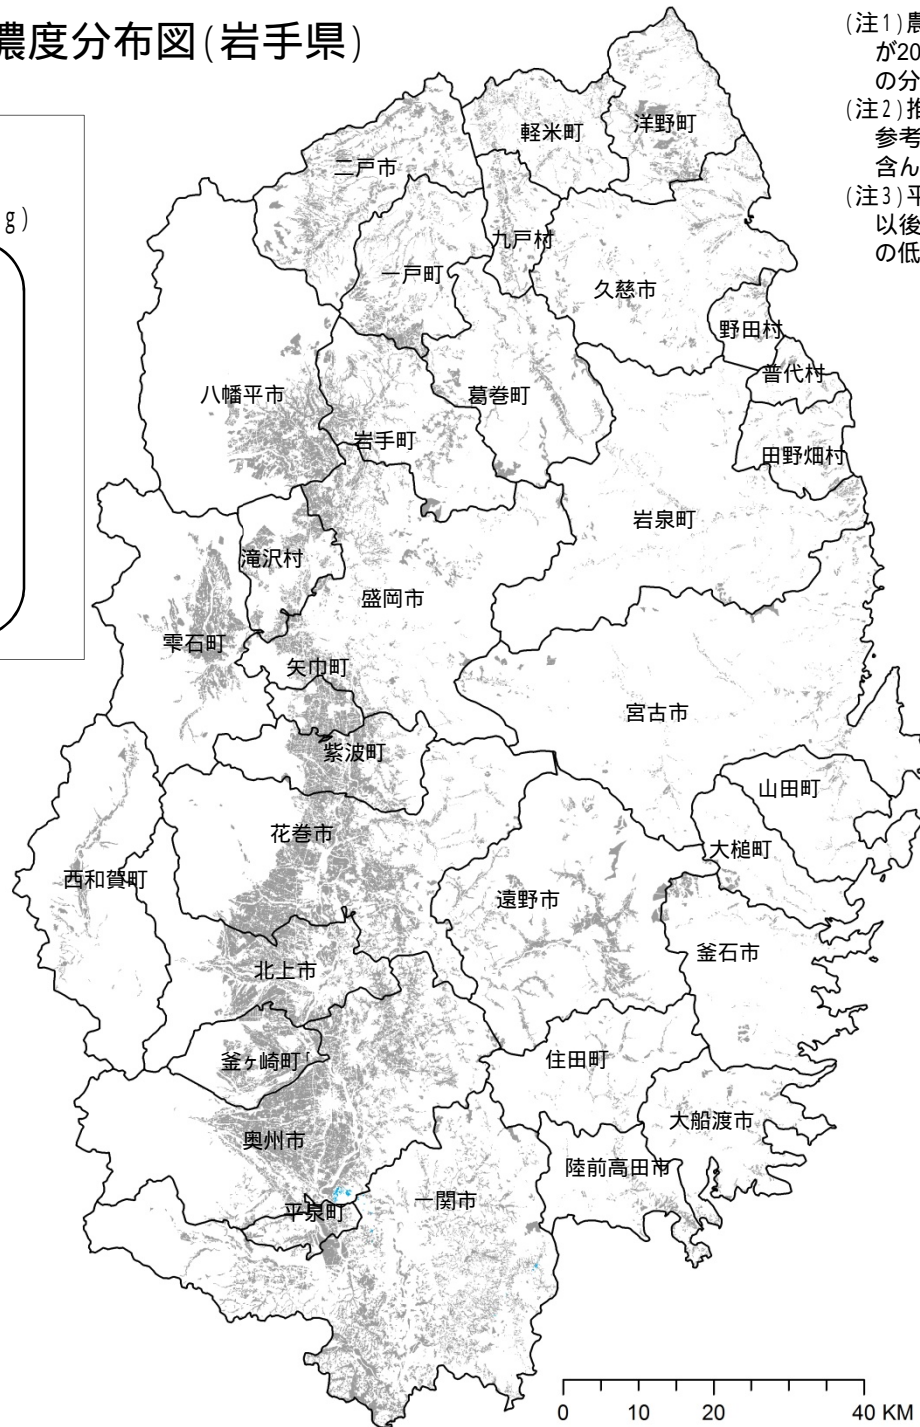 濃度分布図(岩手県)
(注1)農
が20
の分
(注2)推
参考
含ん
(注3)平
以後
の低
g)
洋野町
軽米町
二戸市
九戸村
一戸町
久慈市
野田村
普代村
八幡平市
葛巻町
岩手町
田野畑村
岩泉町
滝沢村
盛岡市
雫石町
矢巾町
宮古市
紫波町
山田町
花巻市
大槌町
西和賀町
遠野市
釜石市
北上市
釜ヶ崎町
住田町
大船渡市
奥州市
陸前高田市
一関市
平泉町
0 10 20 40 KM